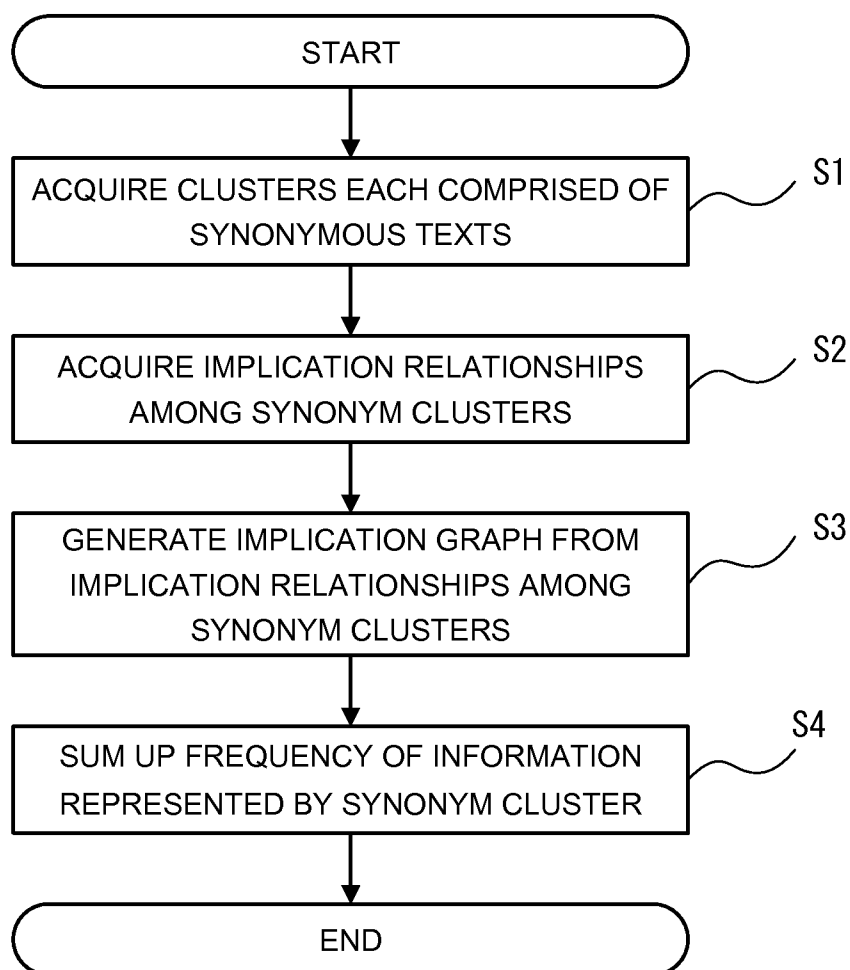 START
ACQUIRE CLUSTERS EACH COMPRISED OF
SYNONYMOUS TEXTS
S1
ACQUIRE IMPLICATION RELATIONSHIPS
AMONG SYNONYM CLUSTERS
S2
GENERATE IMPLICATION GRAPH FROM
IMPLICATION RELATIONSHIPS AMONG
SYNONYM CLUSTERS
S3
SUM UP FREQUENCY OF INFORMATION
REPRESENTED BY SYNONYM CLUSTER
S4
END